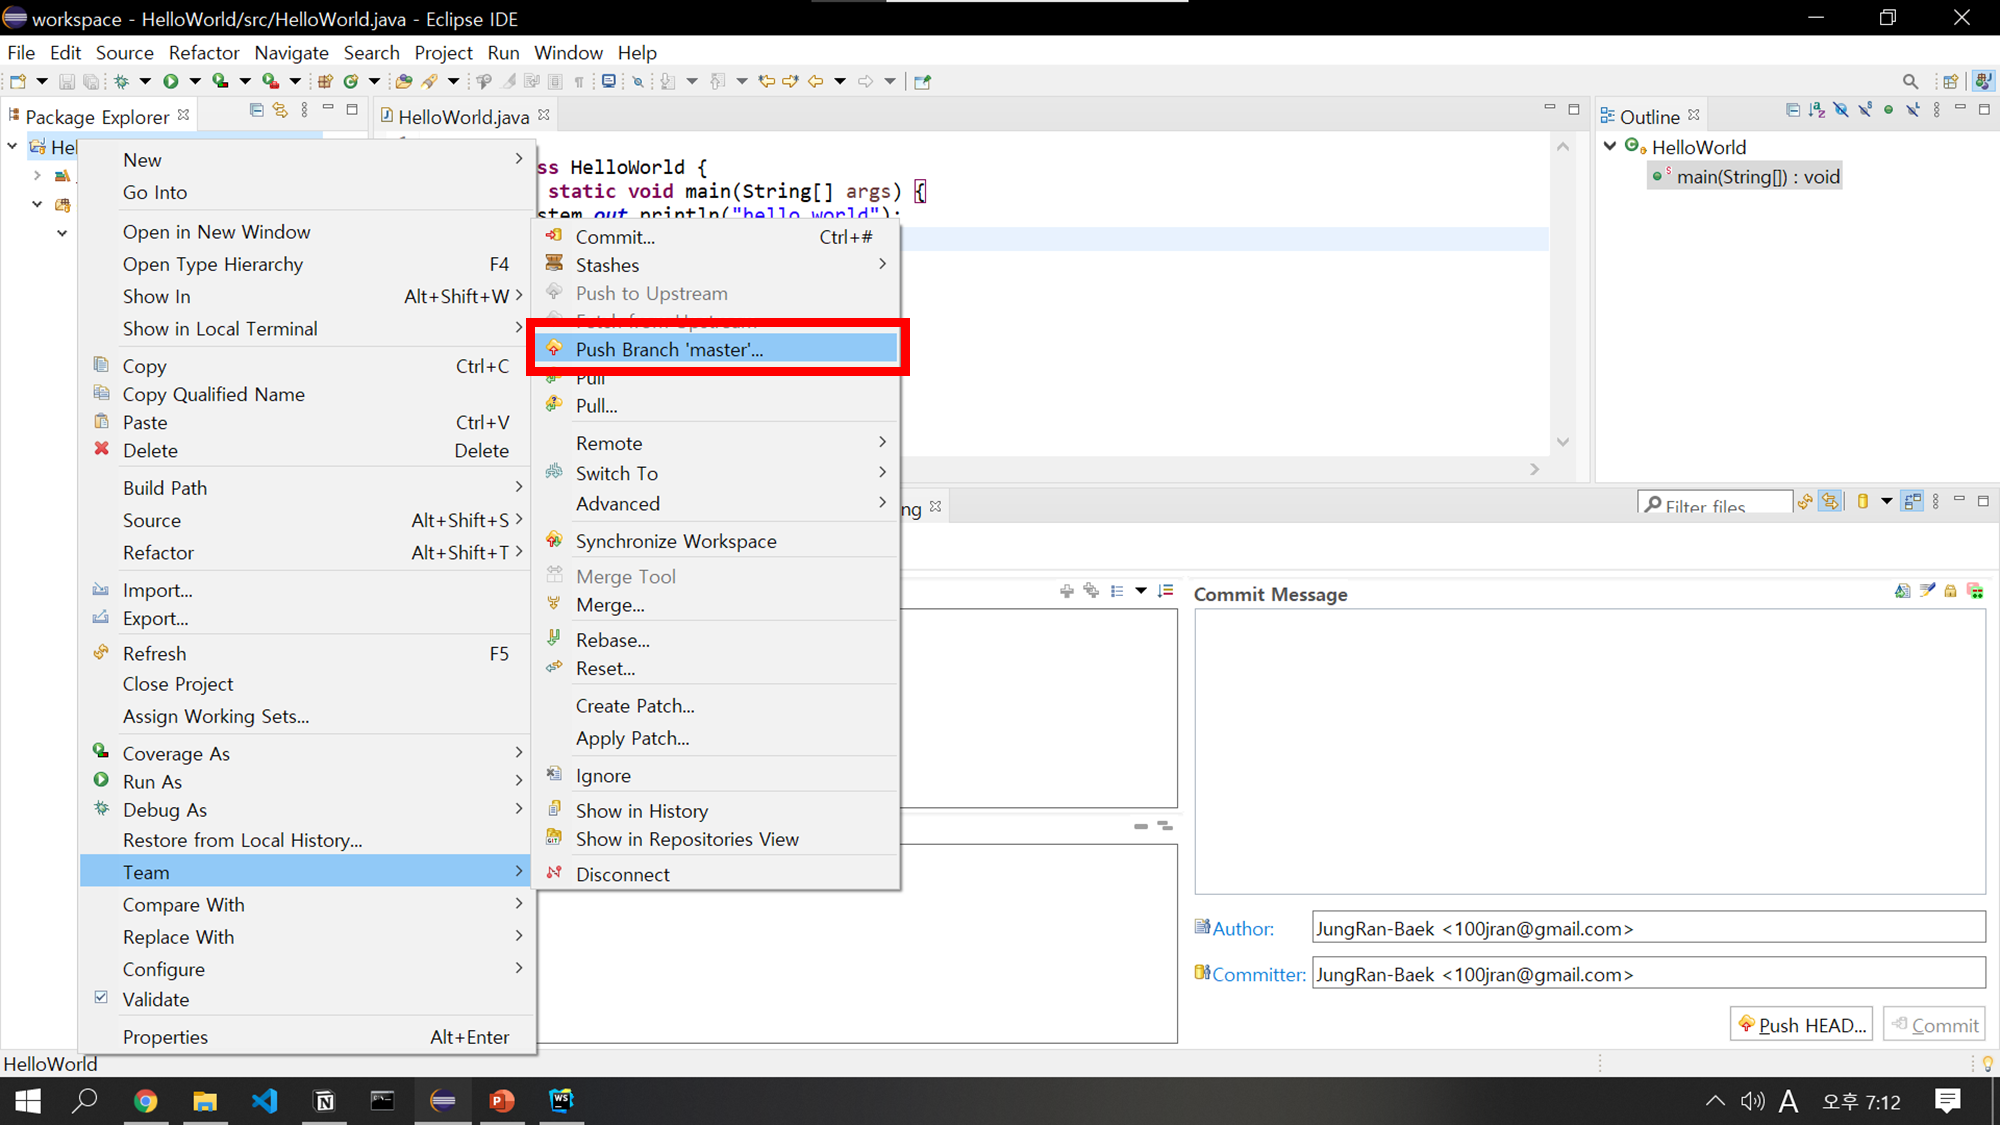 workspace - HelloWorld/src/HelloWorld.java - Eclipse IDE
File Edit Source Refactor Navigate Search Project Run Window Help
Package Explorer
HelloWorld.java
Outline
Hel
HelloWorld
main(String[]) : void
ss HelloWorld {
static void main(String[] args) {
stem.out.println("hello world");
New
Go Into
Open in New Window
Open Type Hierarchy F4
Show In Alt+Shift+W
Show in Local Terminal
Copy Ctrl+C
Copy Qualified Name
Paste Ctrl+V
Delete Delete
Build Path
Source Alt+Shift+S
Refactor Alt+Shift+T
Import...
Export...
Refresh F5
Close Project
Assign Working Sets...
Coverage As
Run As
Debug As
Restore from Local History...
Team
Compare With
Replace With
Configure
Validate
Properties Alt+Enter
Commit... Ctrl+#
Stashes
Push to Upstream
Fetch from Upstream
Push Branch 'master'...
Pull
Pull...
Remote
Switch To
Advanced
Synchronize Workspace
Merge Tool
Merge...
Rebase...
Reset...
Create Patch...
Apply Patch...
Ignore
Show in History
Show in Repositories View
Disconnect
ng
Filter files
Commit Message
Author: JungRan-Baek <100jran@gmail.com>
Committer: JungRan-Baek <100jran@gmail.com>
Push HEAD...
Commit
HelloWorld
A
오후 7:12